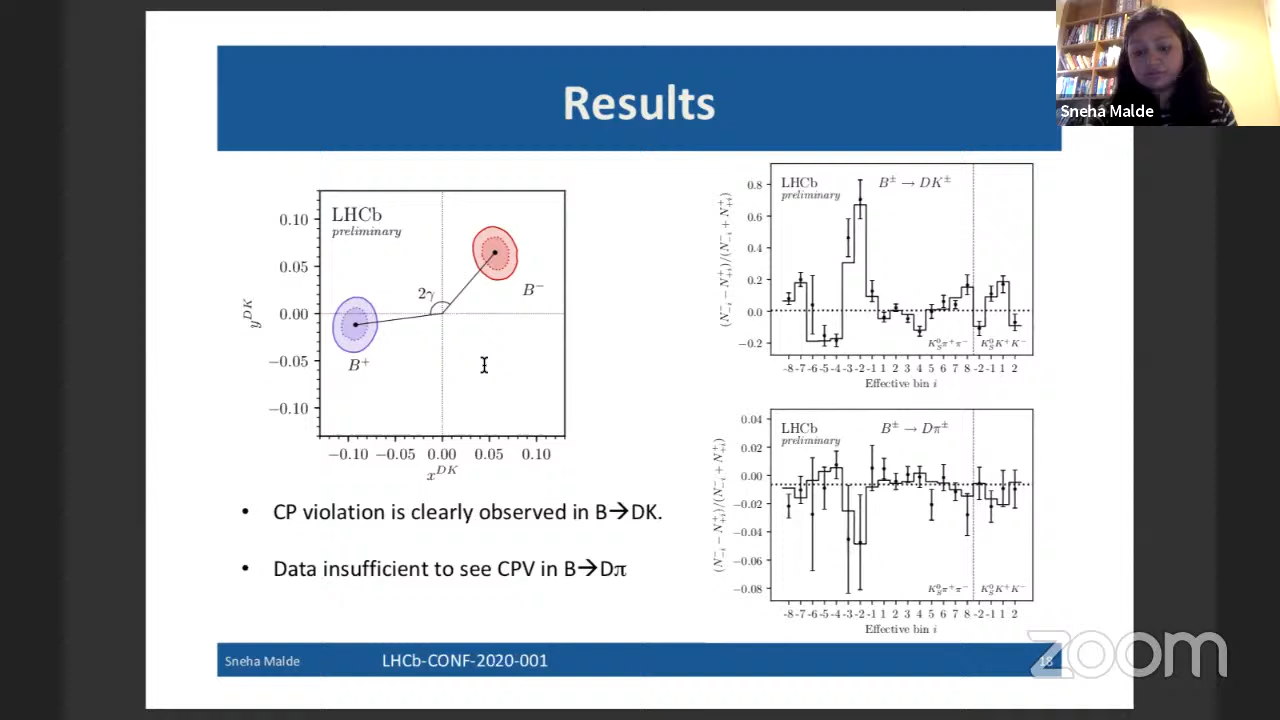 Results
Sneha Malde
LHCb
preliminary
0.10
0.05
0.00
−0.05
−0.10
y^{DK}
2γ
B⁻
B⁺
−0.10 −0.05 0.00 0.05 0.10
x^{DK}
LHCb
preliminary
B^± → DK^±
0.8
0.6
0.4
0.2
0.0
−0.2
(N⁻₋ᵢ − N⁺₊ᵢ)/(N⁻₋ᵢ + N⁺₊ᵢ)
K⁰_S π⁺π⁻ K⁰_S K⁺K⁻
-8 -7 -6 -5 -4 -3 -2 -1 1 2 3 4 5 6 7 8 -2 -1 1 2
Effective bin i
LHCb
preliminary
B^± → Dπ^±
0.04
0.02
0.00
−0.02
−0.04
−0.06
−0.08
(N⁻₋ᵢ − N⁺₊ᵢ)/(N⁻₋ᵢ + N⁺₊ᵢ)
K⁰_S π⁺π⁻ K⁰_S K⁺K⁻
-8 -7 -6 -5 -4 -3 -2 -1 1 2 3 4 5 6 7 8 -2 -1 1 2
Effective bin i
• CP violation is clearly observed in B→DK.
• Data insufficient to see CPV in B→Dπ
Sneha Malde LHCb-CONF-2020-001 18
zoom